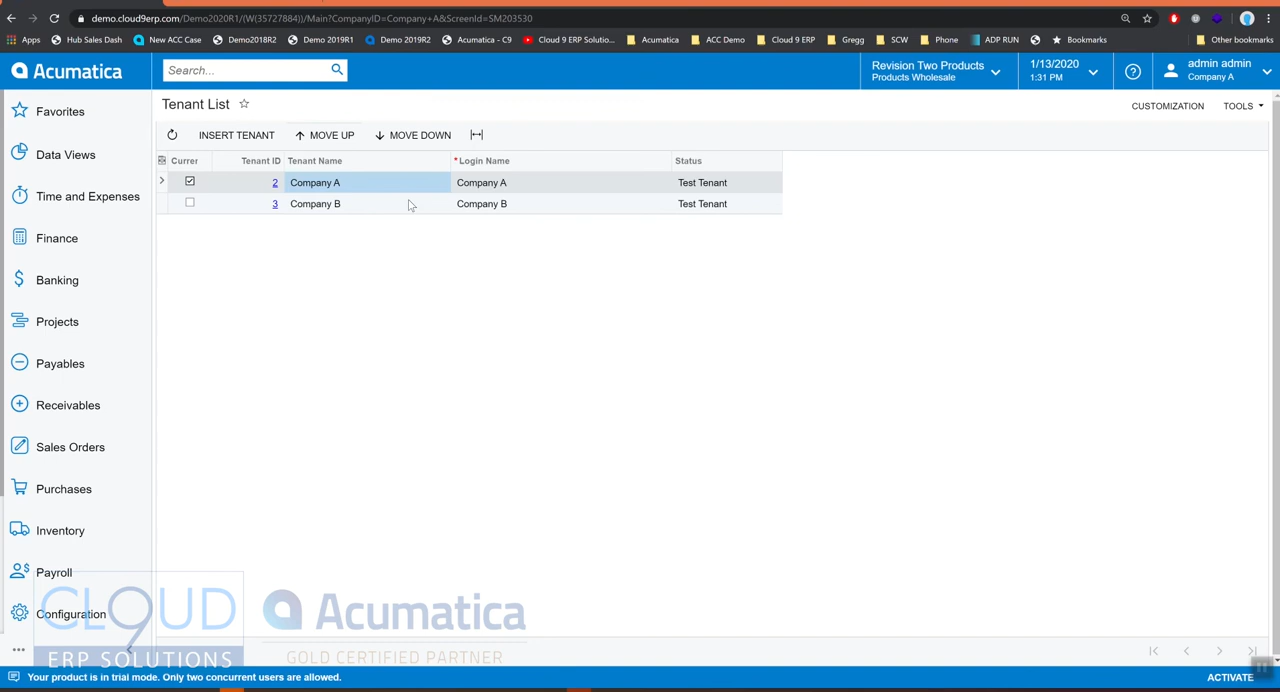 demo.cloud9erp.com/Demo2020R1/(W(35727884))/Main?CompanyID=Company+A&ScreenId=SM203530
Apps Hub Sales Dash New ACC Case Demo2018R2 Demo 2019R1 Demo 2019R2 Acumatica - C9 Cloud 9 ERP Solutio... Acumatica ACC Demo Cloud 9 ERP Gregg SCW Phone ADP RUN Bookmarks Other bookmarks
Acumatica
Search...
Revision Two Products
Products Wholesale
1/13/2020
1:31 PM
admin admin
Company A
Favorites
Data Views
Time and Expenses
Finance
Banking
Projects
Payables
Receivables
Sales Orders
Purchases
Inventory
Payroll
Configuration
Tenant List
CUSTOMIZATION TOOLS
INSERT TENANT MOVE UP MOVE DOWN
Currer Tenant ID Tenant Name *Login Name Status
2 Company A Company A Test Tenant
3 Company B Company B Test Tenant
CLOUD 9
ERP SOLUTIONS
Acumatica
GOLD CERTIFIED PARTNER
Your product is in trial mode. Only two concurrent users are allowed. ACTIVATE